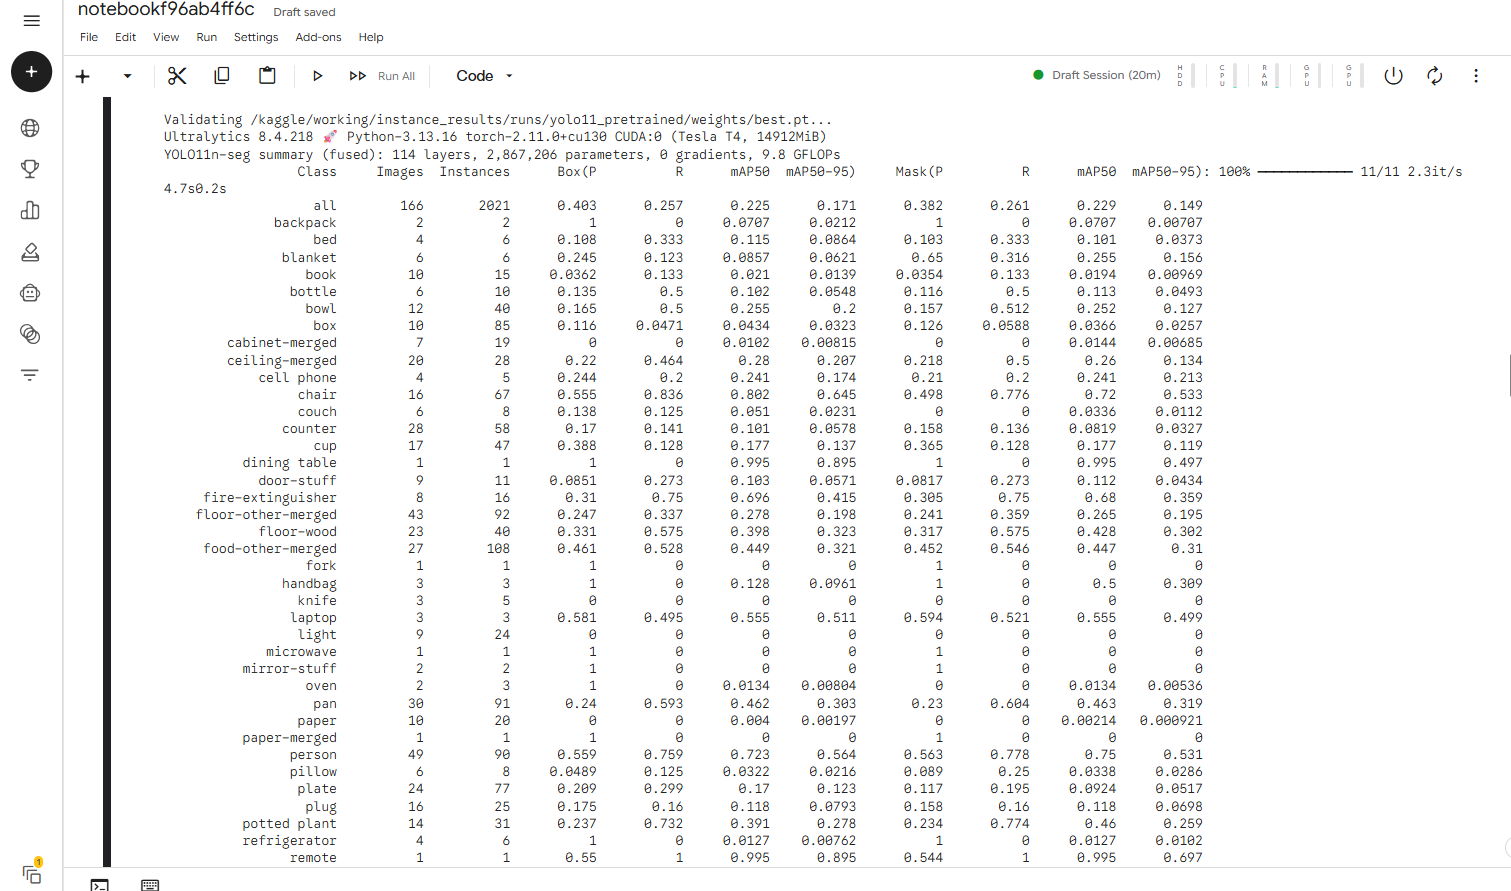 notebookf96ab4ff6c Draft saved
File Edit View Run Settings Add-ons Help
Run All Code Draft Session (20m) HDD CPU RAM GPU GPU
Validating /kaggle/working/instance_results/runs/yolo11_pretrained/weights/best.pt...
Ultralytics 8.4.218 🚀 Python-3.13.16 torch-2.11.0+cu130 CUDA:0 (Tesla T4, 14912MiB)
YOLO11n-seg summary (fused): 114 layers, 2,867,206 parameters, 0 gradients, 9.8 GFLOPs
Class Images Instances Box(P R mAP50 mAP50-95) Mask(P R mAP50 mAP50-95): 100% ━━━━━━━━━━━━ 11/11 2.3it/s
4.7s0.2s
all 166 2021 0.403 0.257 0.225 0.171 0.382 0.261 0.229 0.149
backpack 2 2 1 0 0.0707 0.0212 1 0 0.0707 0.00707
bed 4 6 0.108 0.333 0.115 0.0864 0.103 0.333 0.101 0.0373
blanket 6 6 0.245 0.123 0.0857 0.0621 0.65 0.316 0.255 0.156
book 10 15 0.0362 0.133 0.021 0.0139 0.0354 0.133 0.0194 0.00969
bottle 6 10 0.135 0.5 0.102 0.0548 0.116 0.5 0.113 0.0493
bowl 12 40 0.165 0.5 0.255 0.2 0.157 0.512 0.252 0.127
box 10 85 0.116 0.0471 0.0434 0.0323 0.126 0.0588 0.0366 0.0257
cabinet-merged 7 19 0 0 0.0102 0.00815 0 0 0.0144 0.00685
ceiling-merged 20 28 0.22 0.464 0.28 0.207 0.218 0.5 0.26 0.134
cell phone 4 5 0.244 0.2 0.241 0.174 0.21 0.2 0.241 0.213
chair 16 67 0.555 0.836 0.802 0.645 0.498 0.776 0.72 0.533
couch 6 8 0.138 0.125 0.051 0.0231 0 0 0.0336 0.0112
counter 28 58 0.17 0.141 0.101 0.0578 0.158 0.136 0.0819 0.0327
cup 17 47 0.388 0.128 0.177 0.137 0.365 0.128 0.177 0.119
dining table 1 1 1 0 0.995 0.895 1 0 0.995 0.497
door-stuff 9 11 0.0851 0.273 0.103 0.0571 0.0817 0.273 0.112 0.0434
fire-extinguisher 8 16 0.31 0.75 0.696 0.415 0.305 0.75 0.68 0.359
floor-other-merged 43 92 0.247 0.337 0.278 0.198 0.241 0.359 0.265 0.195
floor-wood 23 40 0.331 0.575 0.398 0.323 0.317 0.575 0.428 0.302
food-other-merged 27 108 0.461 0.528 0.449 0.321 0.452 0.546 0.447 0.31
fork 1 1 1 0 0 0 1 0 0 0
handbag 3 3 1 0 0.128 0.0961 1 0 0.5 0.309
knife 3 5 0 0 0 0 0 0 0 0
laptop 3 3 0.581 0.495 0.555 0.511 0.594 0.521 0.555 0.499
light 9 24 0 0 0 0 0 0 0 0
microwave 1 1 1 0 0 0 1 0 0 0
mirror-stuff 2 2 1 0 0 0 1 0 0 0
oven 2 3 1 0 0.0134 0.00804 0 0 0.0134 0.00536
pan 30 91 0.24 0.593 0.462 0.303 0.23 0.604 0.463 0.319
paper 10 20 0 0 0.004 0.00197 0 0 0.00214 0.000921
paper-merged 1 1 1 0 0 0 1 0 0 0
person 49 90 0.559 0.759 0.723 0.564 0.563 0.778 0.75 0.531
pillow 6 8 0.0489 0.125 0.0322 0.0216 0.089 0.25 0.0338 0.0286
plate 24 77 0.209 0.299 0.17 0.123 0.117 0.195 0.0924 0.0517
plug 16 25 0.175 0.16 0.118 0.0793 0.158 0.16 0.118 0.0698
potted plant 14 31 0.237 0.732 0.391 0.278 0.234 0.774 0.46 0.259
refrigerator 4 6 1 0 0.0127 0.00762 1 0 0.0127 0.0102
remote 1 1 0.55 1 0.995 0.895 0.544 1 0.995 0.697
1